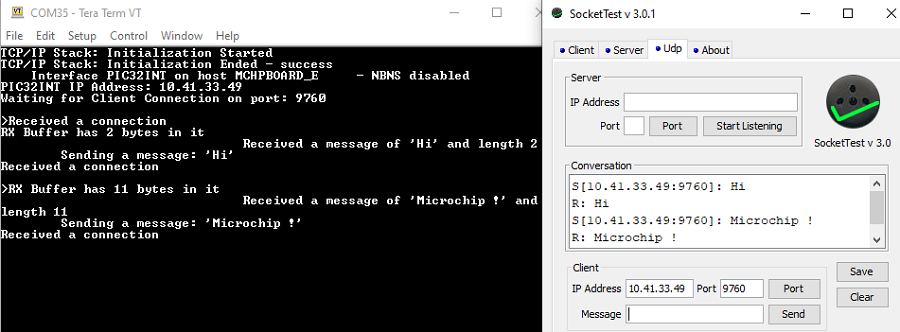 COM35 - Tera Term VT
File Edit Setup Control Window Help
TCP/IP Stack: Initialization Started
TCP/IP Stack: Initialization Ended - success
Interface PIC32INT on host MCHPBOARD_E - NBNS disabled
PIC32INT IP Address: 10.41.33.49
Waiting for Client Connection on port: 9760
>Received a connection
RX Buffer has 2 bytes in it
Received a message of 'Hi' and length 2
Sending a message: 'Hi'
Received a connection
>RX Buffer has 11 bytes in it
Received a message of 'Microchip !' and
length 11
Sending a message: 'Microchip !'
Received a connection
SocketTest v 3.0.1
Client Server Udp About
Server
IP Address
Port Port Start Listening
SocketTest v 3.0
Conversation
S[10.41.33.49:9760]: Hi
R: Hi
S[10.41.33.49:9760]: Microchip !
R: Microchip !
Client
IP Address 10.41.33.49 Port 9760 Port
Message Send
Save
Clear